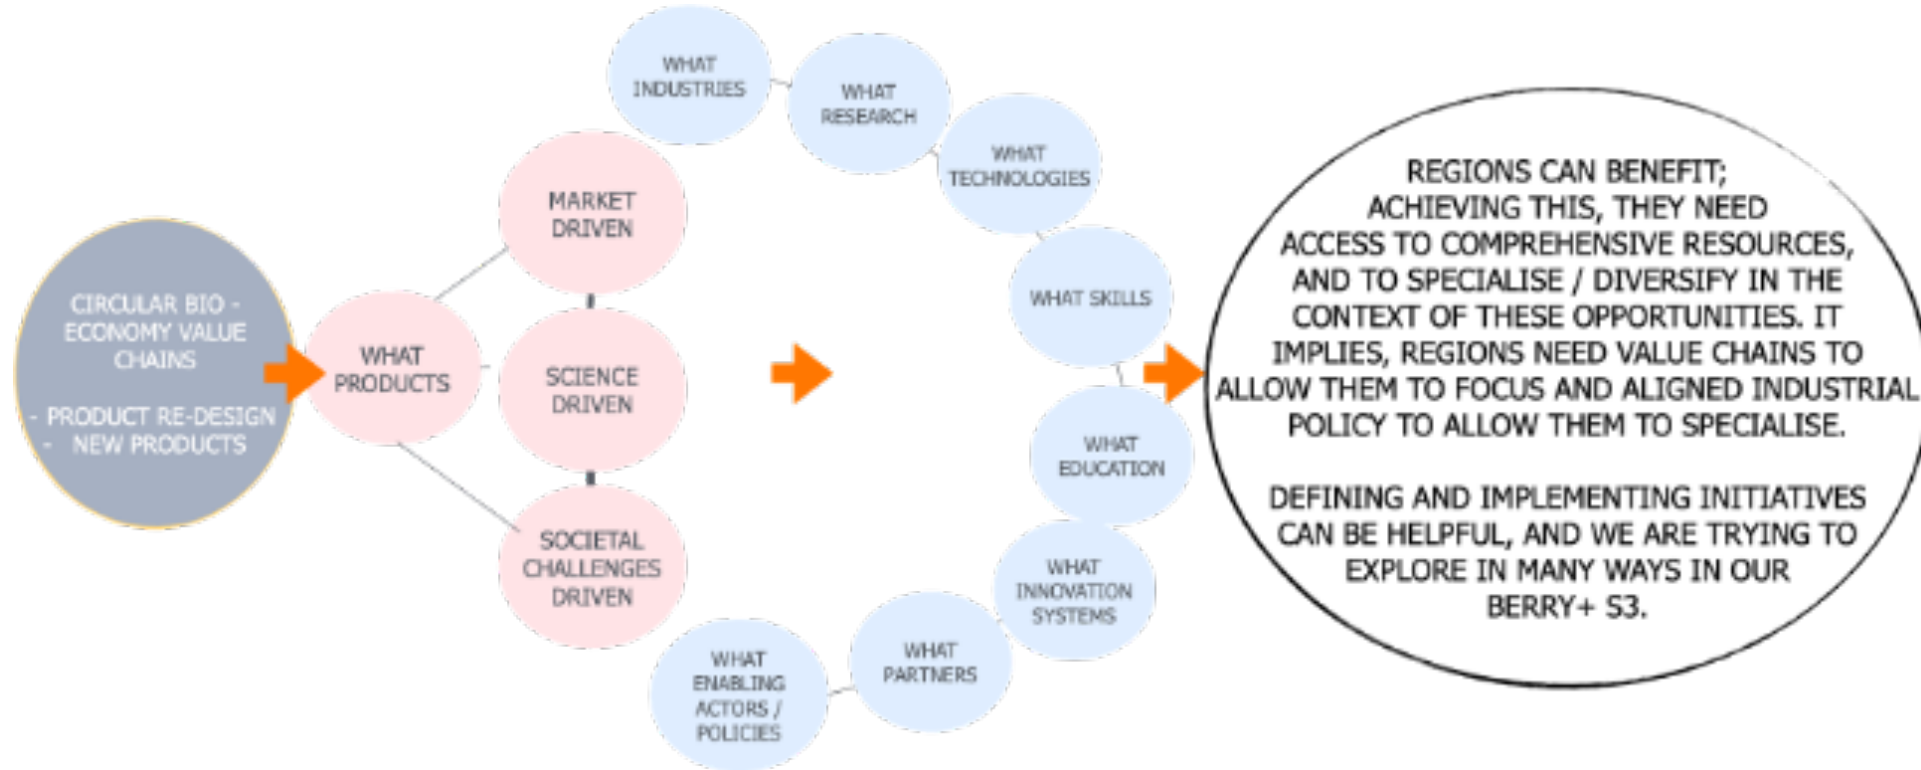 CIRCULAR BIO -
ECONOMY VALUE
CHAINS
- PRODUCT RE-DESIGN
- NEW PRODUCTS
WHAT
PRODUCTS
MARKET
DRIVEN
SCIENCE
DRIVEN
SOCIETAL
CHALLENGES
DRIVEN
WHAT
INDUSTRIES
WHAT
RESEARCH
WHAT
TECHNOLOGIES
WHAT SKILLS
WHAT
EDUCATION
WHAT
INNOVATION
SYSTEMS
WHAT
PARTNERS
WHAT
ENABLING
ACTORS /
POLICIES
REGIONS CAN BENEFIT;
ACHIEVING THIS, THEY NEED
ACCESS TO COMPREHENSIVE RESOURCES,
AND TO SPECIALISE / DIVERSIFY IN THE
CONTEXT OF THESE OPPORTUNITIES. IT
IMPLIES, REGIONS NEED VALUE CHAINS TO
ALLOW THEM TO FOCUS AND ALIGNED INDUSTRIAL
POLICY TO ALLOW THEM TO SPECIALISE.
DEFINING AND IMPLEMENTING INITIATIVES
CAN BE HELPFUL, AND WE ARE TRYING TO
EXPLORE IN MANY WAYS IN OUR
BERRY+ S3.